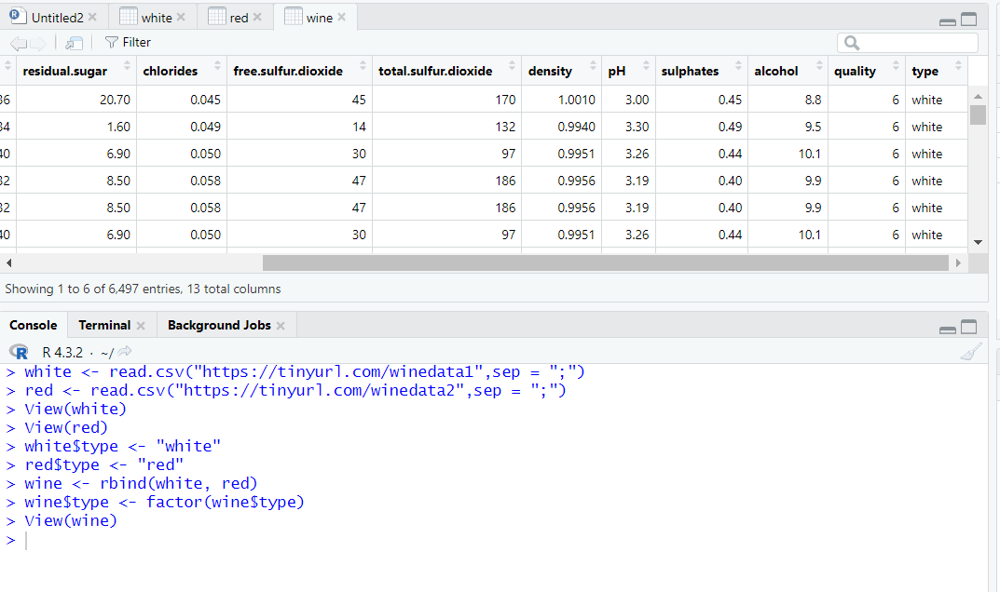 Untitled2 white red wine
Filter
residual.sugar chlorides free.sulfur.dioxide total.sulfur.dioxide density pH sulphates alcohol quality type
36 20.70 0.045 45 170 1.0010 3.00 0.45 8.8 6 white
34 1.60 0.049 14 132 0.9940 3.30 0.49 9.5 6 white
40 6.90 0.050 30 97 0.9951 3.26 0.44 10.1 6 white
32 8.50 0.058 47 186 0.9956 3.19 0.40 9.9 6 white
32 8.50 0.058 47 186 0.9956 3.19 0.40 9.9 6 white
40 6.90 0.050 30 97 0.9951 3.26 0.44 10.1 6 white
Showing 1 to 6 of 6,497 entries, 13 total columns
Console Terminal Background Jobs
R R 4.3.2 · ~/
> white <- read.csv("https://tinyurl.com/winedata1",sep = ";")
> red <- read.csv("https://tinyurl.com/winedata2",sep = ";")
> View(white)
> View(red)
> white$type <- "white"
> red$type <- "red"
> wine <- rbind(white, red)
> wine$type <- factor(wine$type)
> View(wine)
>